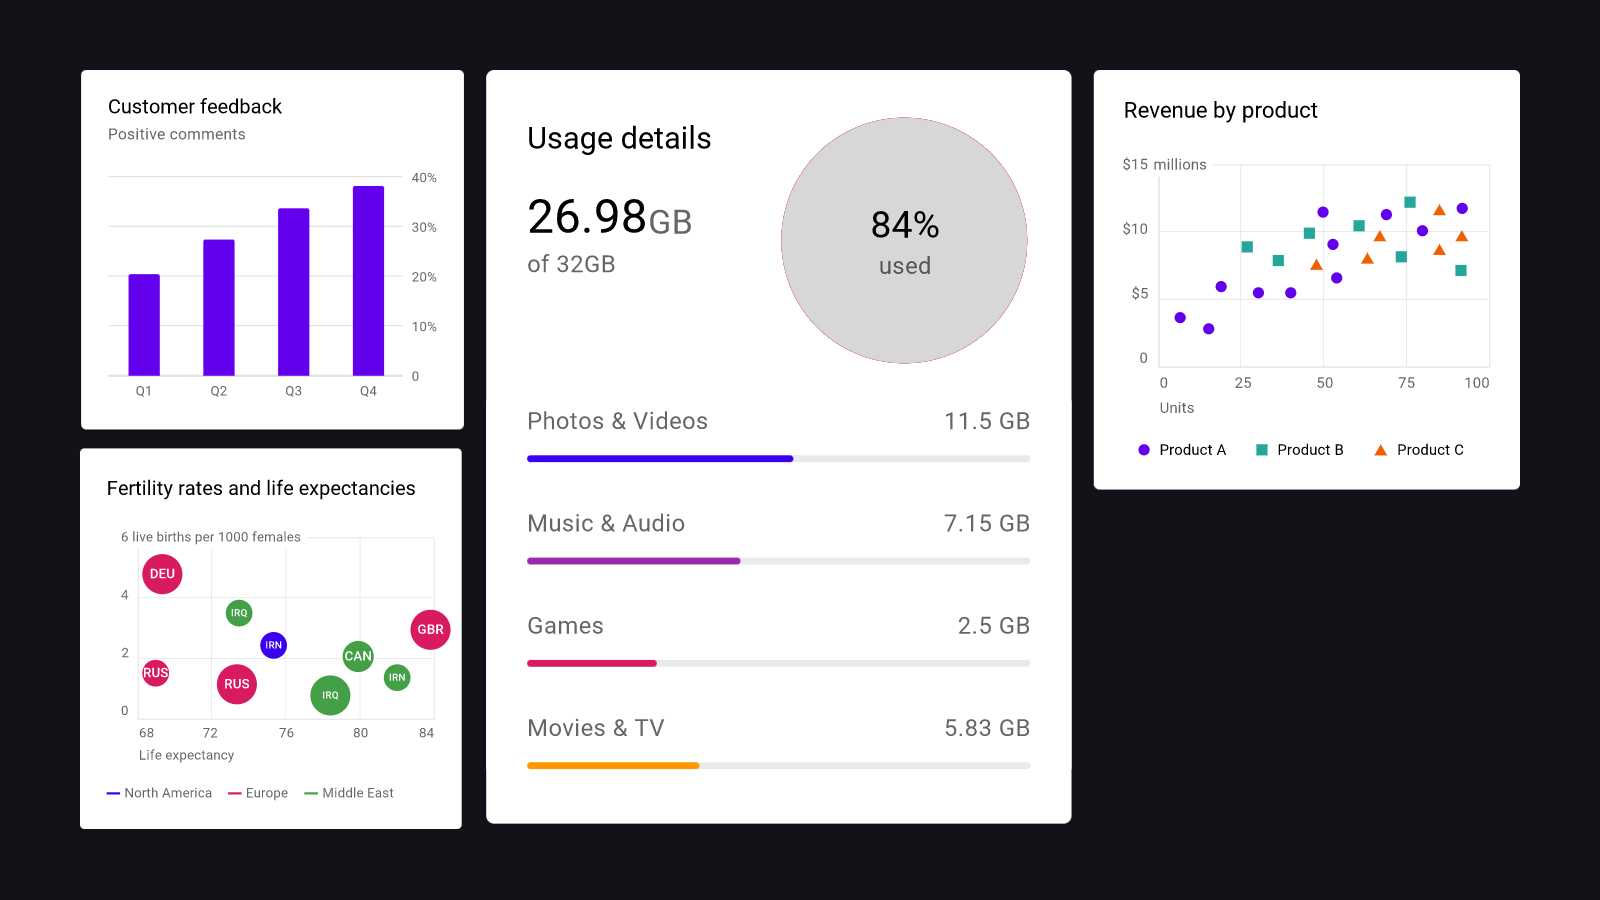 Customer feedback
Positive comments
40%
30%
20%
10%
0
Q1 Q2 Q3 Q4
Fertility rates and life expectancies
6 live births per 1000 females
DEU
4
IRQ
GBR
IRN
2
CAN
RUS
RUS
IRQ
IRN
0
68 72 76 80 84
Life expectancy
North America Europe Middle East
Usage details
26.98GB
of 32GB
84%
used
Photos & Videos 11.5 GB
Music & Audio 7.15 GB
Games 2.5 GB
Movies & TV 5.83 GB
Revenue by product
$15 millions
$10
$5
0
0 25 50 75 100
Units
Product A Product B Product C